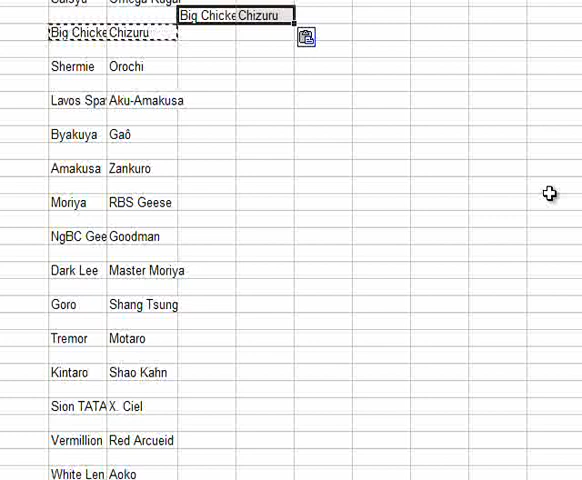 Big Chicke Chizuru
Big Chicke Chizuru
Shermie Orochi
Lavos Spa Aku-Amakusa
Byakuya Gaô
Amakusa Zankuro
Moriya RBS Geese
NgBC Gee Goodman
Dark Lee Master Moriya
Goro Shang Tsung
Tremor Motaro
Kintaro Shao Kahn
Sion TATA X. Ciel
Vermillion Red Arcueid
White Len Aoko